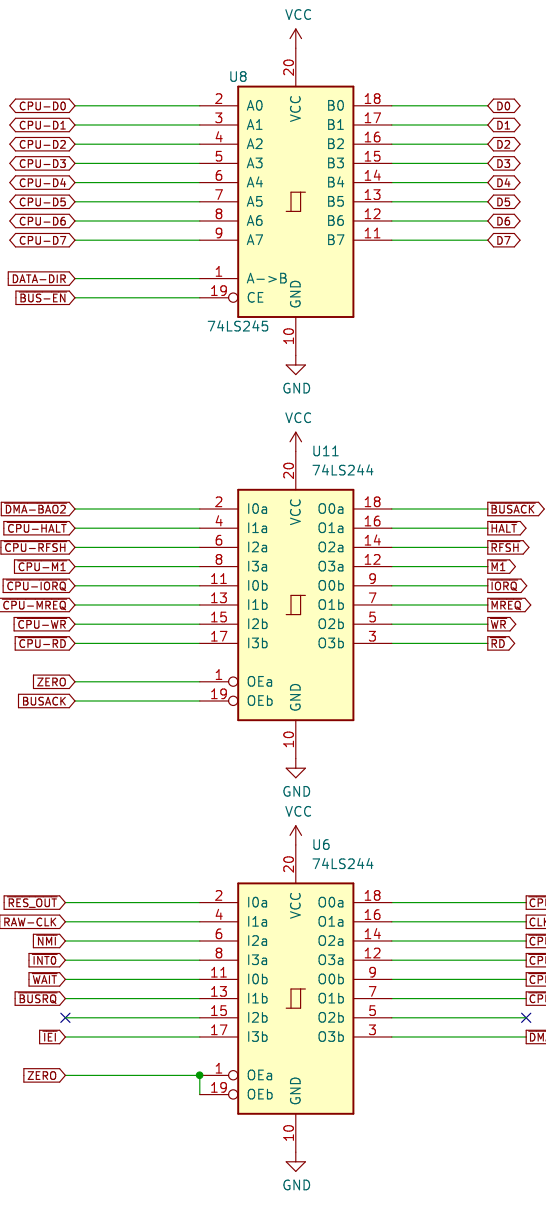 VCC
20
U8
CPU-D0 2 A0 VCC B0 18 D0
CPU-D1 3 A1 B1 17 D1
CPU-D2 4 A2 B2 16 D2
CPU-D3 5 A3 B3 15 D3
CPU-D4 6 A4 B4 14 D4
CPU-D5 7 A5 B5 13 D5
CPU-D6 8 A6 B6 12 D6
CPU-D7 9 A7 B7 11 D7
DATA-DIR 1 A->B
BUS-EN 19 CE GND
74LS245
10
GND
VCC
U11
20
74LS244
DMA-BAO2 2 I0a VCC O0a 18 BUSACK
CPU-HALT 4 I1a O1a 16 HALT
CPU-RFSH 6 I2a O2a 14 RFSH
CPU-M1 8 I3a O3a 12 M1
CPU-IORQ 11 I0b O0b 9 IORQ
CPU-MREQ 13 I1b O1b 7 MREQ
CPU-WR 15 I2b O2b 5 WR
CPU-RD 17 I3b O3b 3 RD
ZERO 1 OEa
BUSACK 19 OEb GND
10
GND
VCC
U6
20
74LS244
RES_OUT 2 I0a VCC O0a 18
RAW-CLK 4 I1a O1a 16
NMI 6 I2a O2a 14
INT0 8 I3a O3a 12
WAIT 11 I0b O0b 9
BUSRQ 13 I1b O1b 7
15 I2b O2b 5
IEI 17 I3b O3b 3
ZERO 1 OEa
19 OEb GND
10
GND